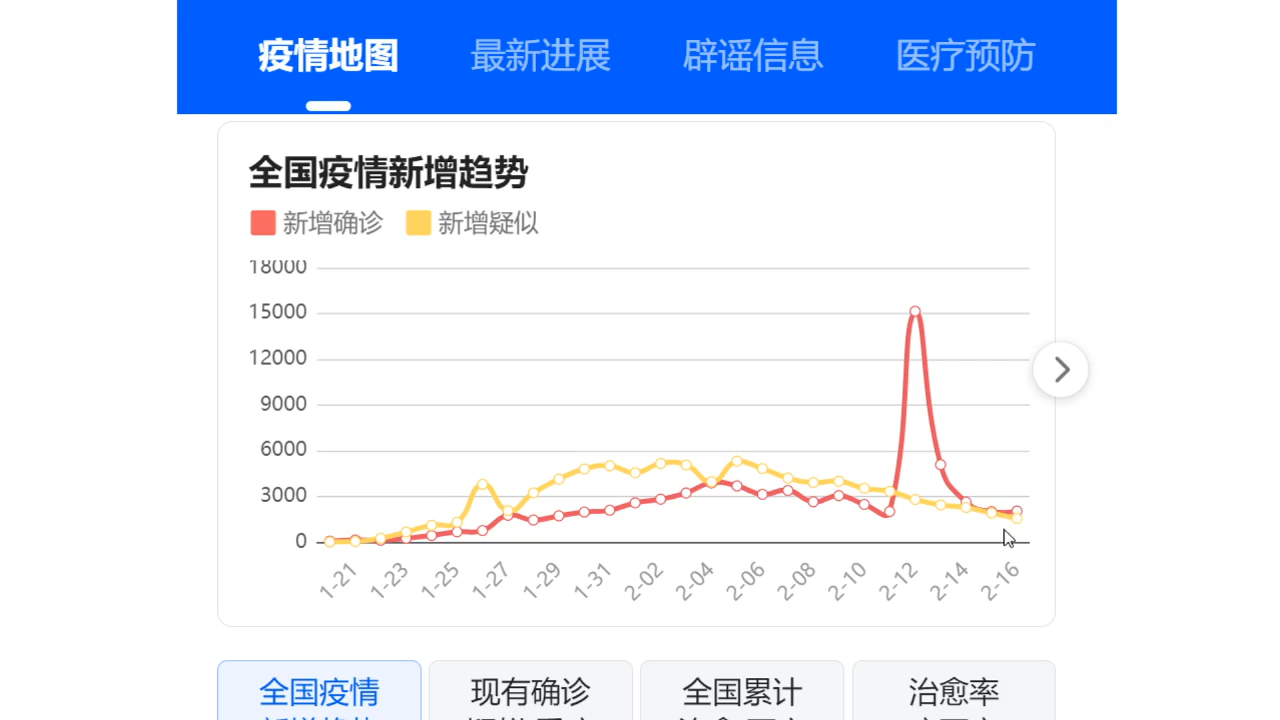 疫情地图 最新进展 辟谣信息 医疗预防
全国疫情新增趋势
新增确诊 新增疑似
18000
15000
12000
9000
6000
3000
0
1-21 1-23 1-25 1-27 1-29 1-31 2-02 2-04 2-06 2-08 2-10 2-12 2-14 2-16
全国疫情 现有确诊 全国累计 治愈率